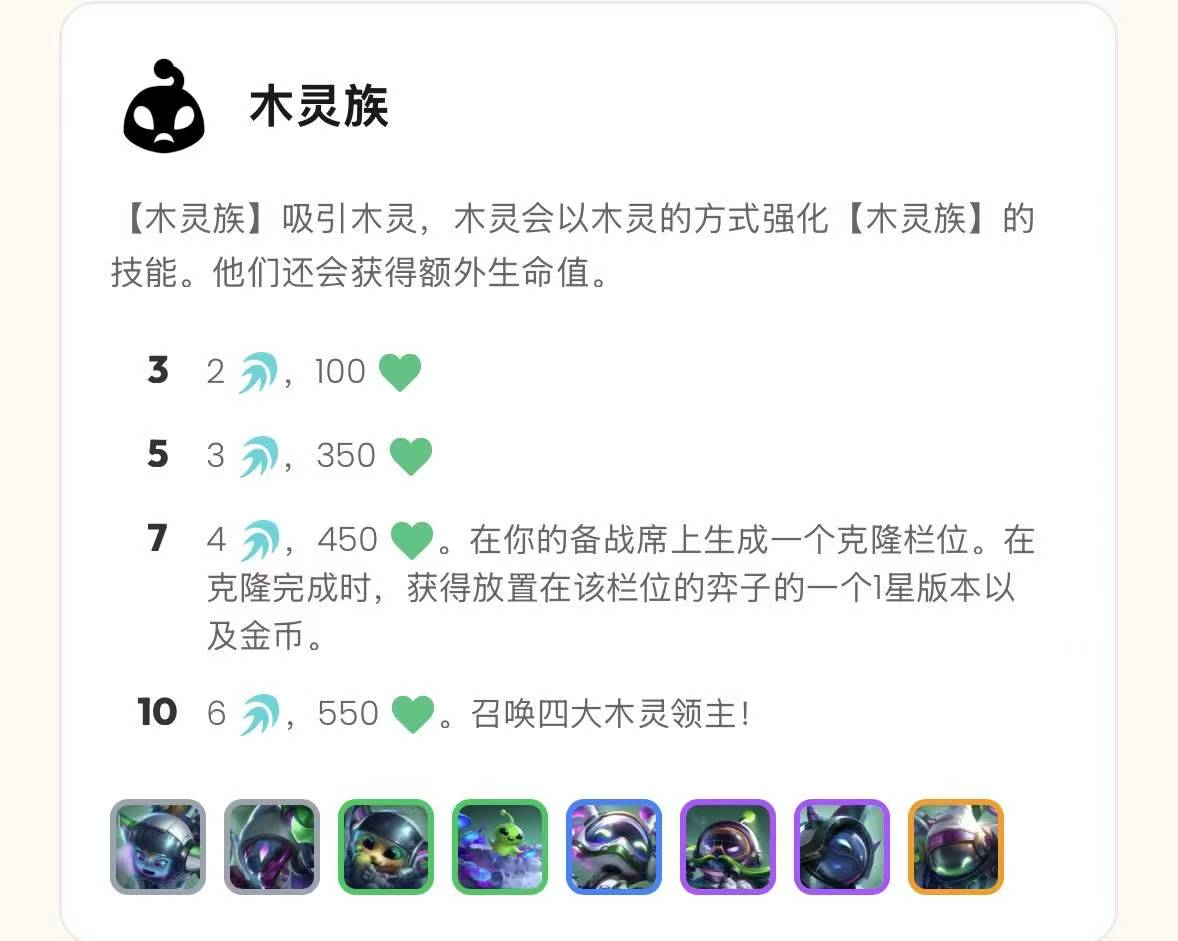 木灵族
【木灵族】吸引木灵，木灵会以木灵的方式强化【木灵族】的
技能。他们还会获得额外生命值。
3 2 ，100
5 3 ，350
7 4 ，450 。在你的备战席上生成一个克隆栏位。在
克隆完成时，获得放置在该栏位的弈子的一个1星版本以
及金币。
10 6 ，550 。召唤四大木灵领主！